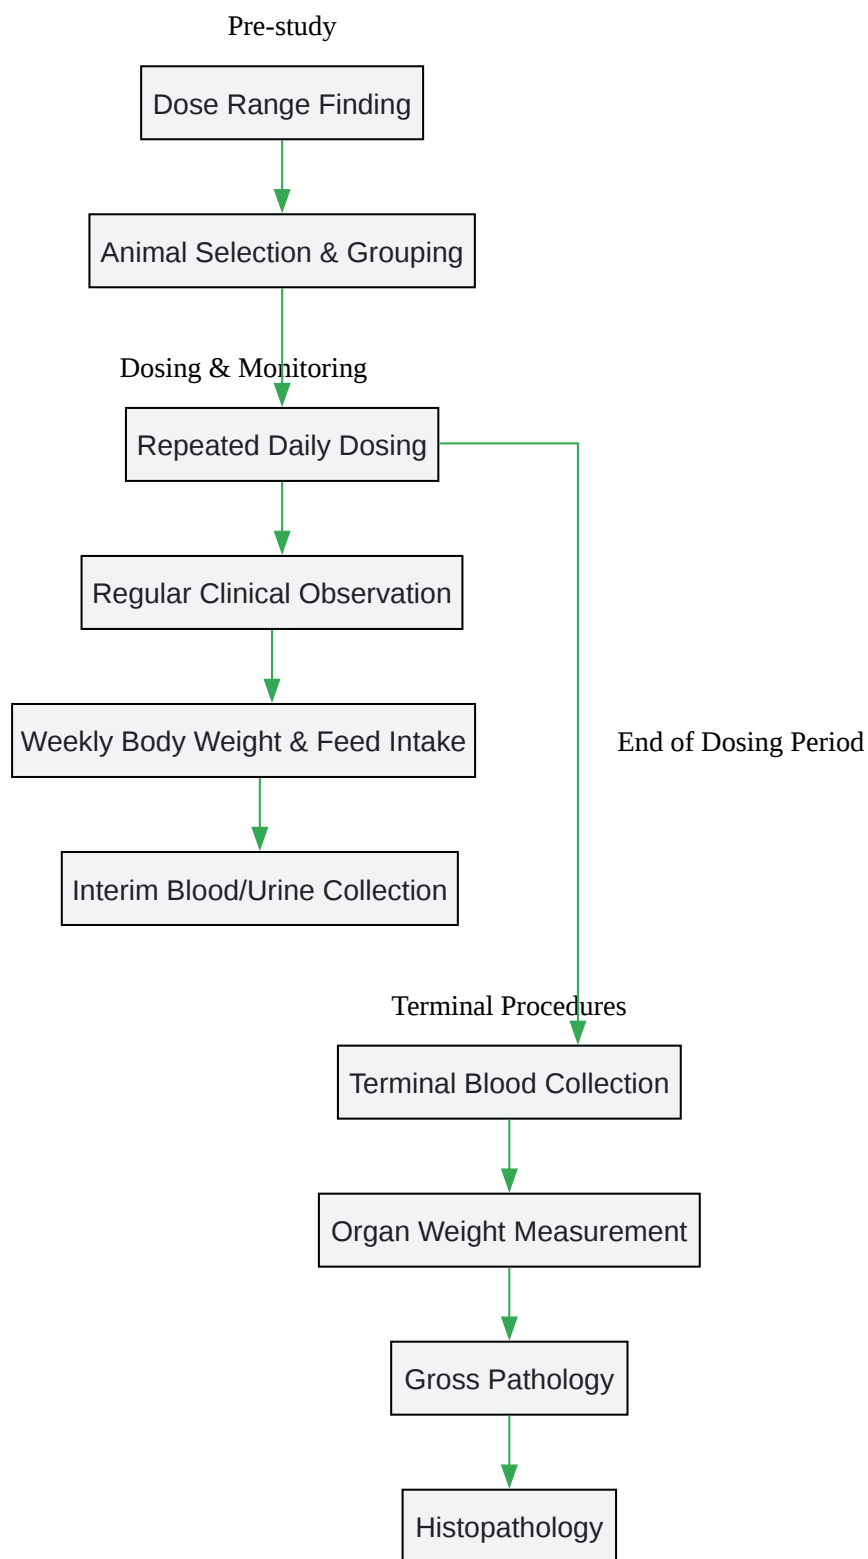 Pre-study
Dose Range Finding
Animal Selection & Grouping
Dosing & Monitoring
Repeated Daily Dosing
Regular Clinical Observation
Weekly Body Weight & Feed Intake
End of Dosing Period
Interim Blood/Urine Collection
Terminal Procedures
Terminal Blood Collection
Organ Weight Measurement
Gross Pathology
Histopathology